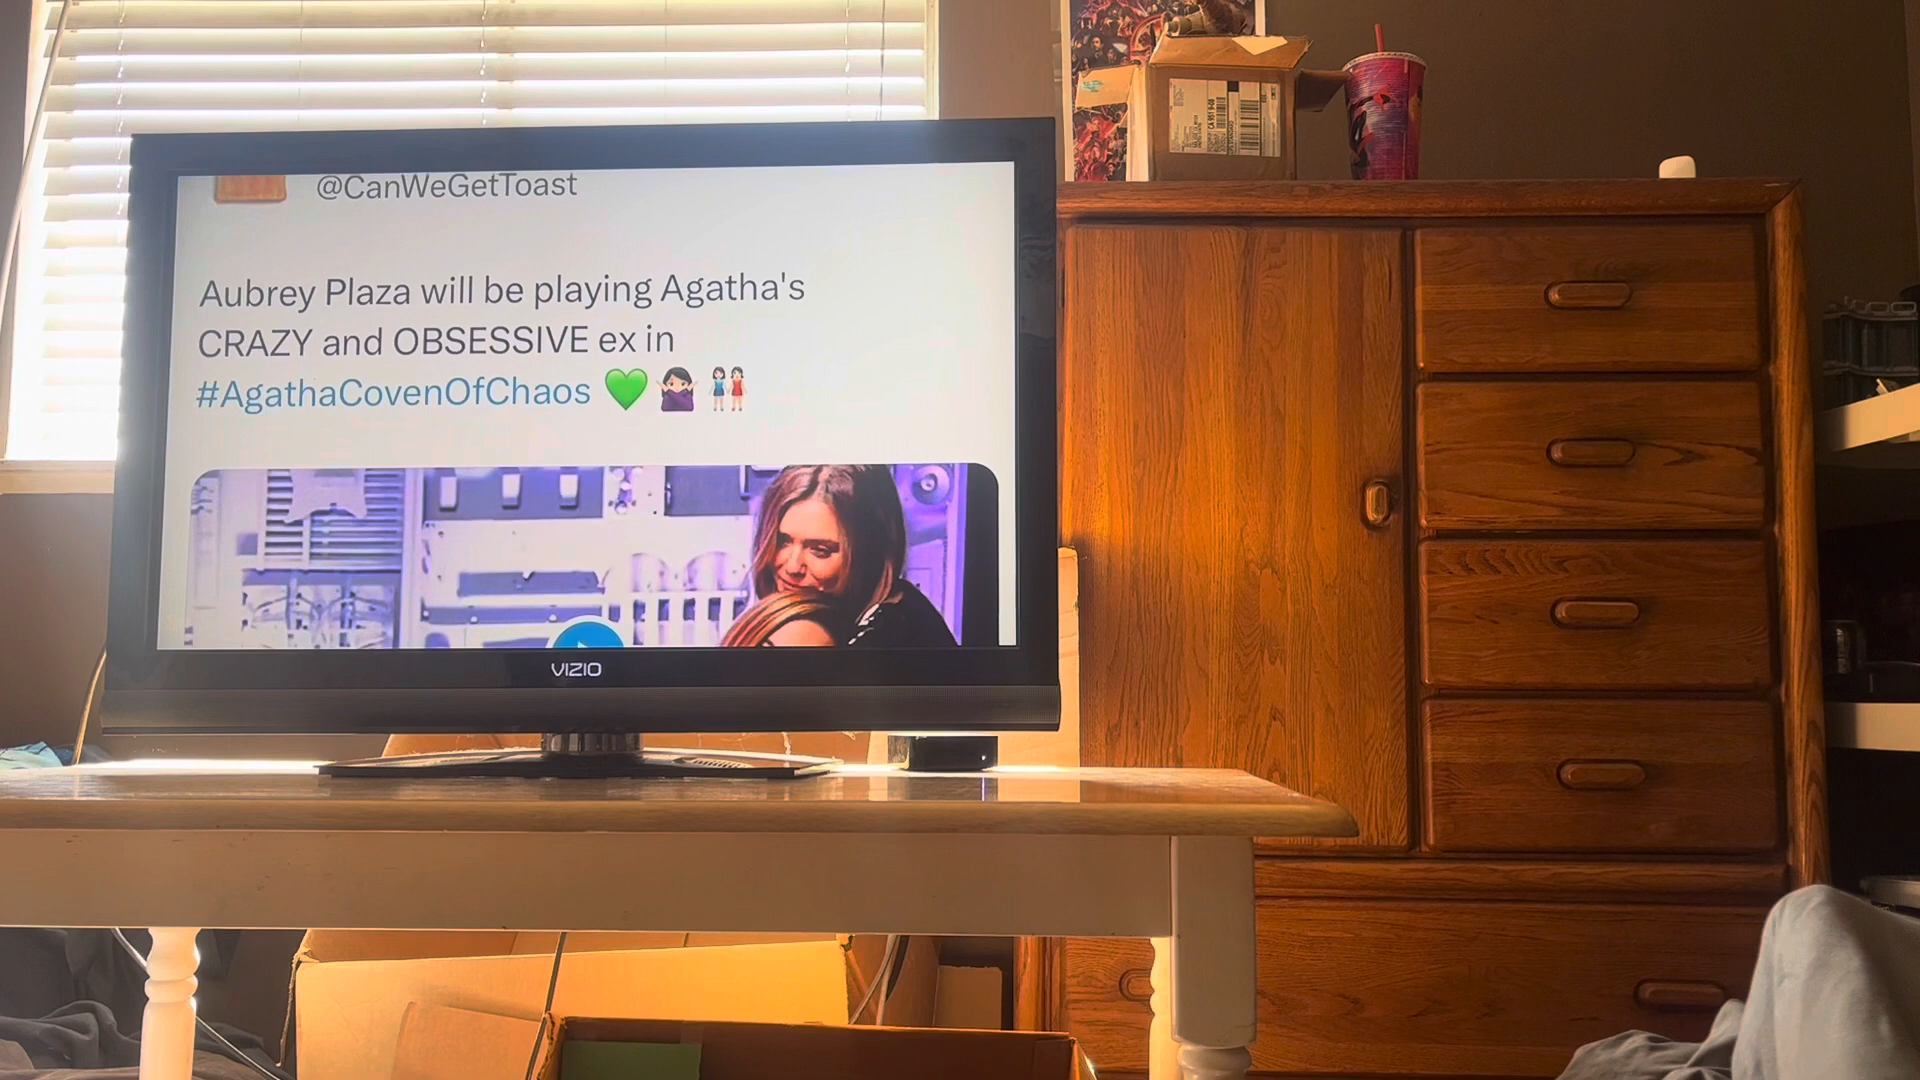 @CanWeGetToast
Aubrey Plaza will be playing Agatha's
CRAZY and OBSESSIVE ex in
#AgathaCovenOfChaos 💚🤷🏻‍♀️👭🏻
VIZIO